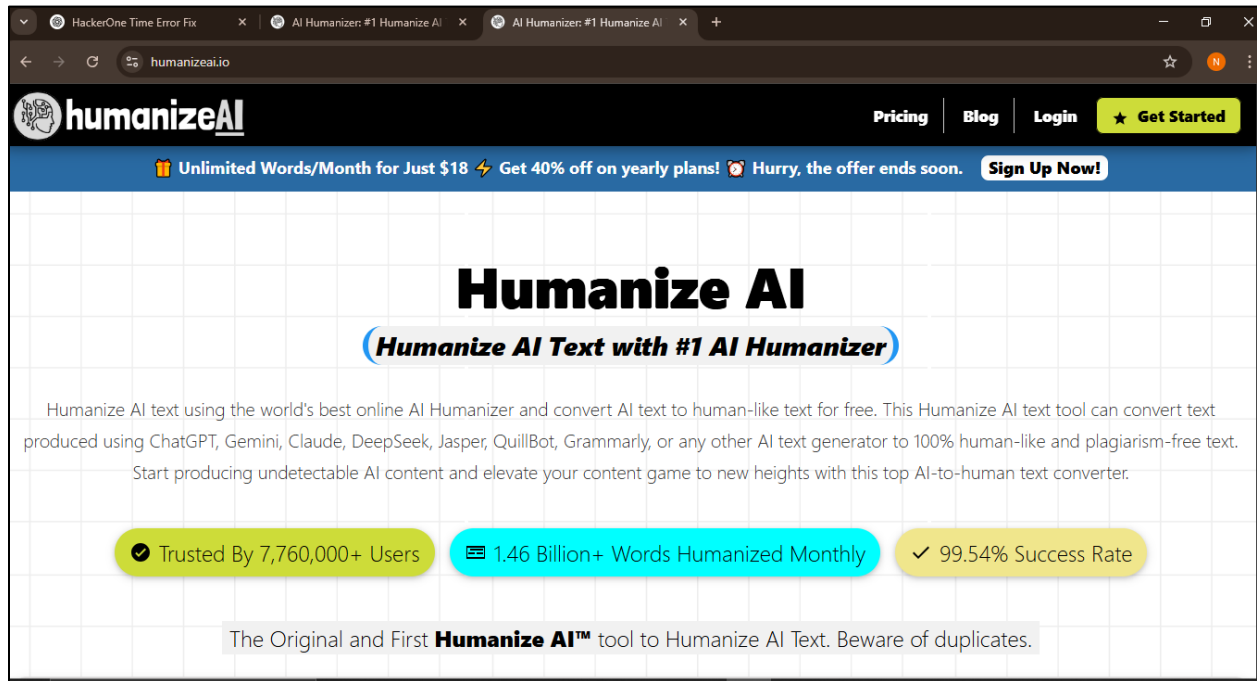 HackerOne Time Error Fix
AI Humanizer: #1 Humanize AI
AI Humanizer: #1 Humanize AI
humanizeai.io
N
humanizeAI
Pricing
Blog
Login
★ Get Started
🎁 Unlimited Words/Month for Just $18 ⚡ Get 40% off on yearly plans! ⏰ Hurry, the offer ends soon. Sign Up Now!
Humanize AI
(Humanize AI Text with #1 AI Humanizer)
Humanize AI text using the world's best online AI Humanizer and convert AI text to human-like text for free. This Humanize AI text tool can convert text
produced using ChatGPT, Gemini, Claude, DeepSeek, Jasper, QuillBot, Grammarly, or any other AI text generator to 100% human-like and plagiarism-free text.
Start producing undetectable AI content and elevate your content game to new heights with this top AI-to-human text converter.
Trusted By 7,760,000+ Users
1.46 Billion+ Words Humanized Monthly
99.54% Success Rate
The Original and First Humanize AI™ tool to Humanize AI Text. Beware of duplicates.